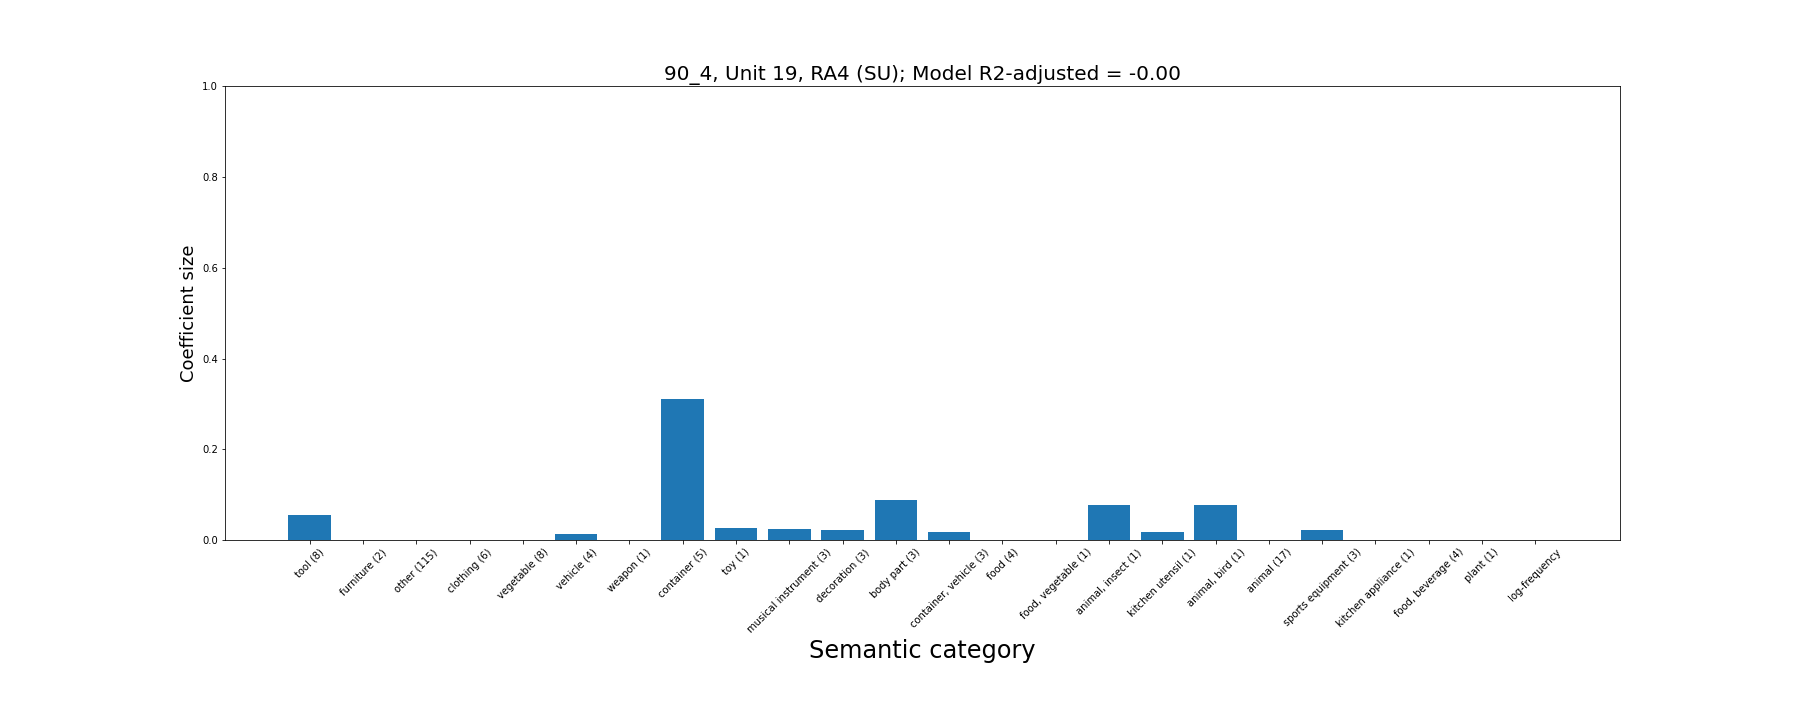 90_4, Unit 19, RA4 (SU); Model R2-adjusted = -0.00
1.0
0.8
0.6
0.4
0.2
0.0
Coefficient size
tool (8)
furniture (2)
other (115)
clothing (6)
vegetable (8)
vehicle (4)
weapon (1)
container (5)
toy (1)
musical instrument (3)
decoration (3)
body part (3)
container, vehicle (3)
food (4)
food, vegetable (1)
animal, insect (1)
kitchen utensil (1)
animal, bird (1)
animal (17)
sports equipment (3)
kitchen appliance (1)
food, beverage (4)
plant (1)
log-frequency
Semantic category